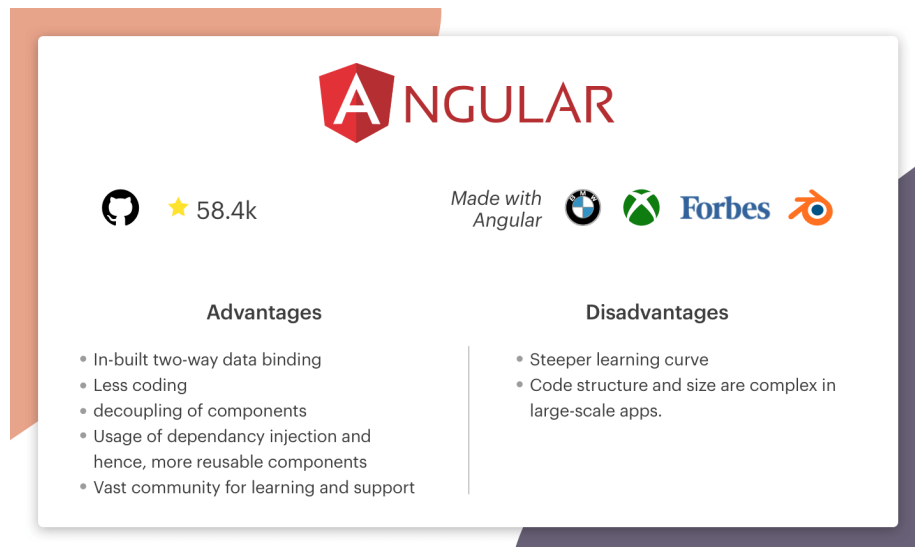 ANGULAR
58.4k
Made with
Angular
BMW
Forbes
Advantages
In-built two-way data binding
Less coding
decoupling of components
Usage of dependancy injection and
hence, more reusable components
Vast community for learning and support
Disadvantages
Steeper learning curve
Code structure and size are complex in
large-scale apps.